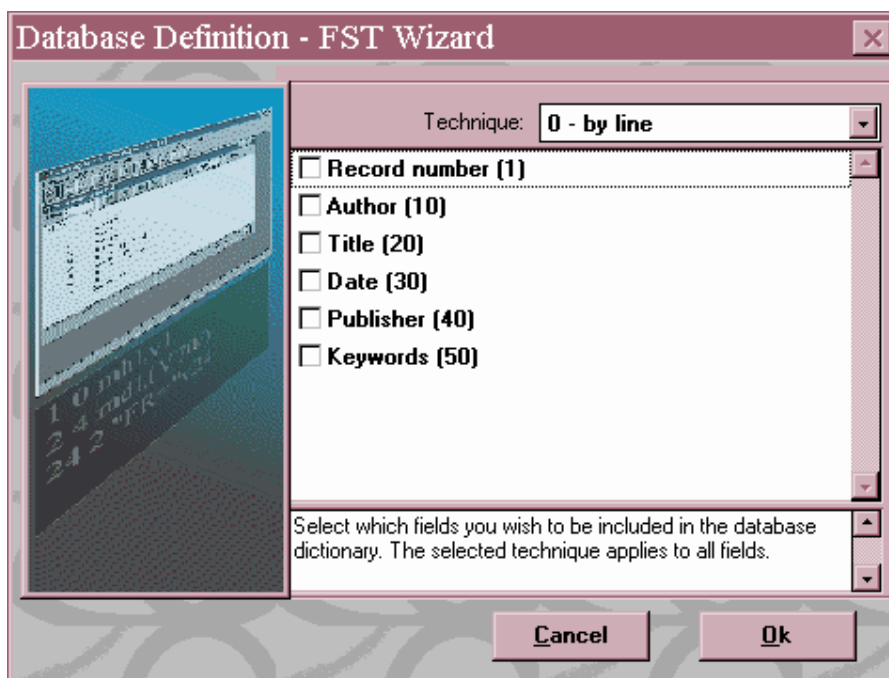 Database Definition - FST Wizard
Technique: 0 - by line
Record number (1)
Author (10)
Title (20)
Date (30)
Publisher (40)
Keywords (50)
Select which fields you wish to be included in the database
dictionary. The selected technique applies to all fields.
Cancel Ok